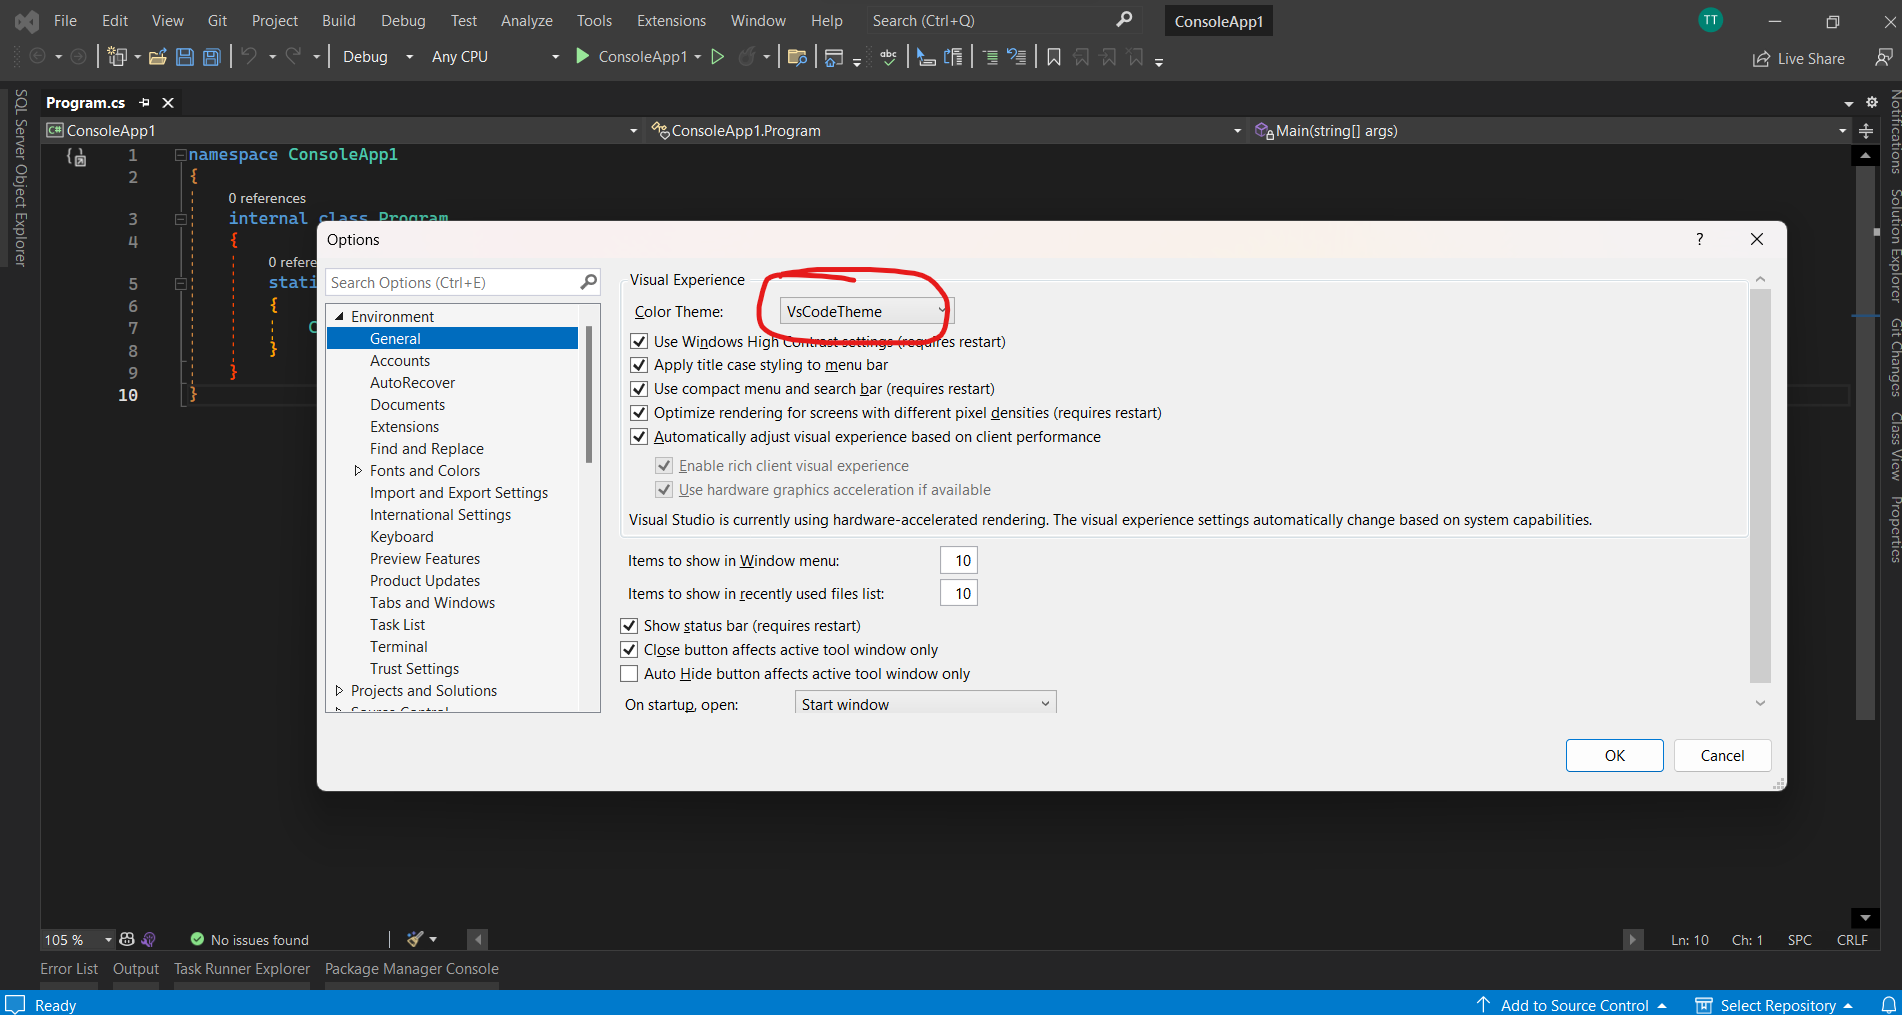 File Edit View Git Project Build Debug Test Analyze Tools Extensions Window Help Search (Ctrl+Q) ConsoleApp1 TT
Debug Any CPU ConsoleApp1 abc Live Share
SQL Server Object Explorer
Program.cs
C# ConsoleApp1 ConsoleApp1.Program Main(string[] args)
1 namespace ConsoleApp1
2 {
0 references
3 internal class Program
4 {
0 refere
5 stati
6 {
7 C
8 }
9 }
10 }
Options ?
Search Options (Ctrl+E)
Environment
General
Accounts
AutoRecover
Documents
Extensions
Find and Replace
Fonts and Colors
Import and Export Settings
International Settings
Keyboard
Preview Features
Product Updates
Tabs and Windows
Task List
Terminal
Trust Settings
Projects and Solutions
Source Control
Visual Experience
Color Theme: VsCodeTheme
Use Windows High Contrast settings (requires restart)
Apply title case styling to menu bar
Use compact menu and search bar (requires restart)
Optimize rendering for screens with different pixel densities (requires restart)
Automatically adjust visual experience based on client performance
Enable rich client visual experience
Use hardware graphics acceleration if available
Visual Studio is currently using hardware-accelerated rendering. The visual experience settings automatically change based on system capabilities.
Items to show in Window menu: 10
Items to show in recently used files list: 10
Show status bar (requires restart)
Close button affects active tool window only
Auto Hide button affects active tool window only
On startup, open: Start window
OK Cancel
Notifications
Solution Explorer
Git Changes
Class View
Properties
105 % No issues found Ln: 10 Ch: 1 SPC CRLF
Error List Output Task Runner Explorer Package Manager Console
Ready Add to Source Control Select Repository